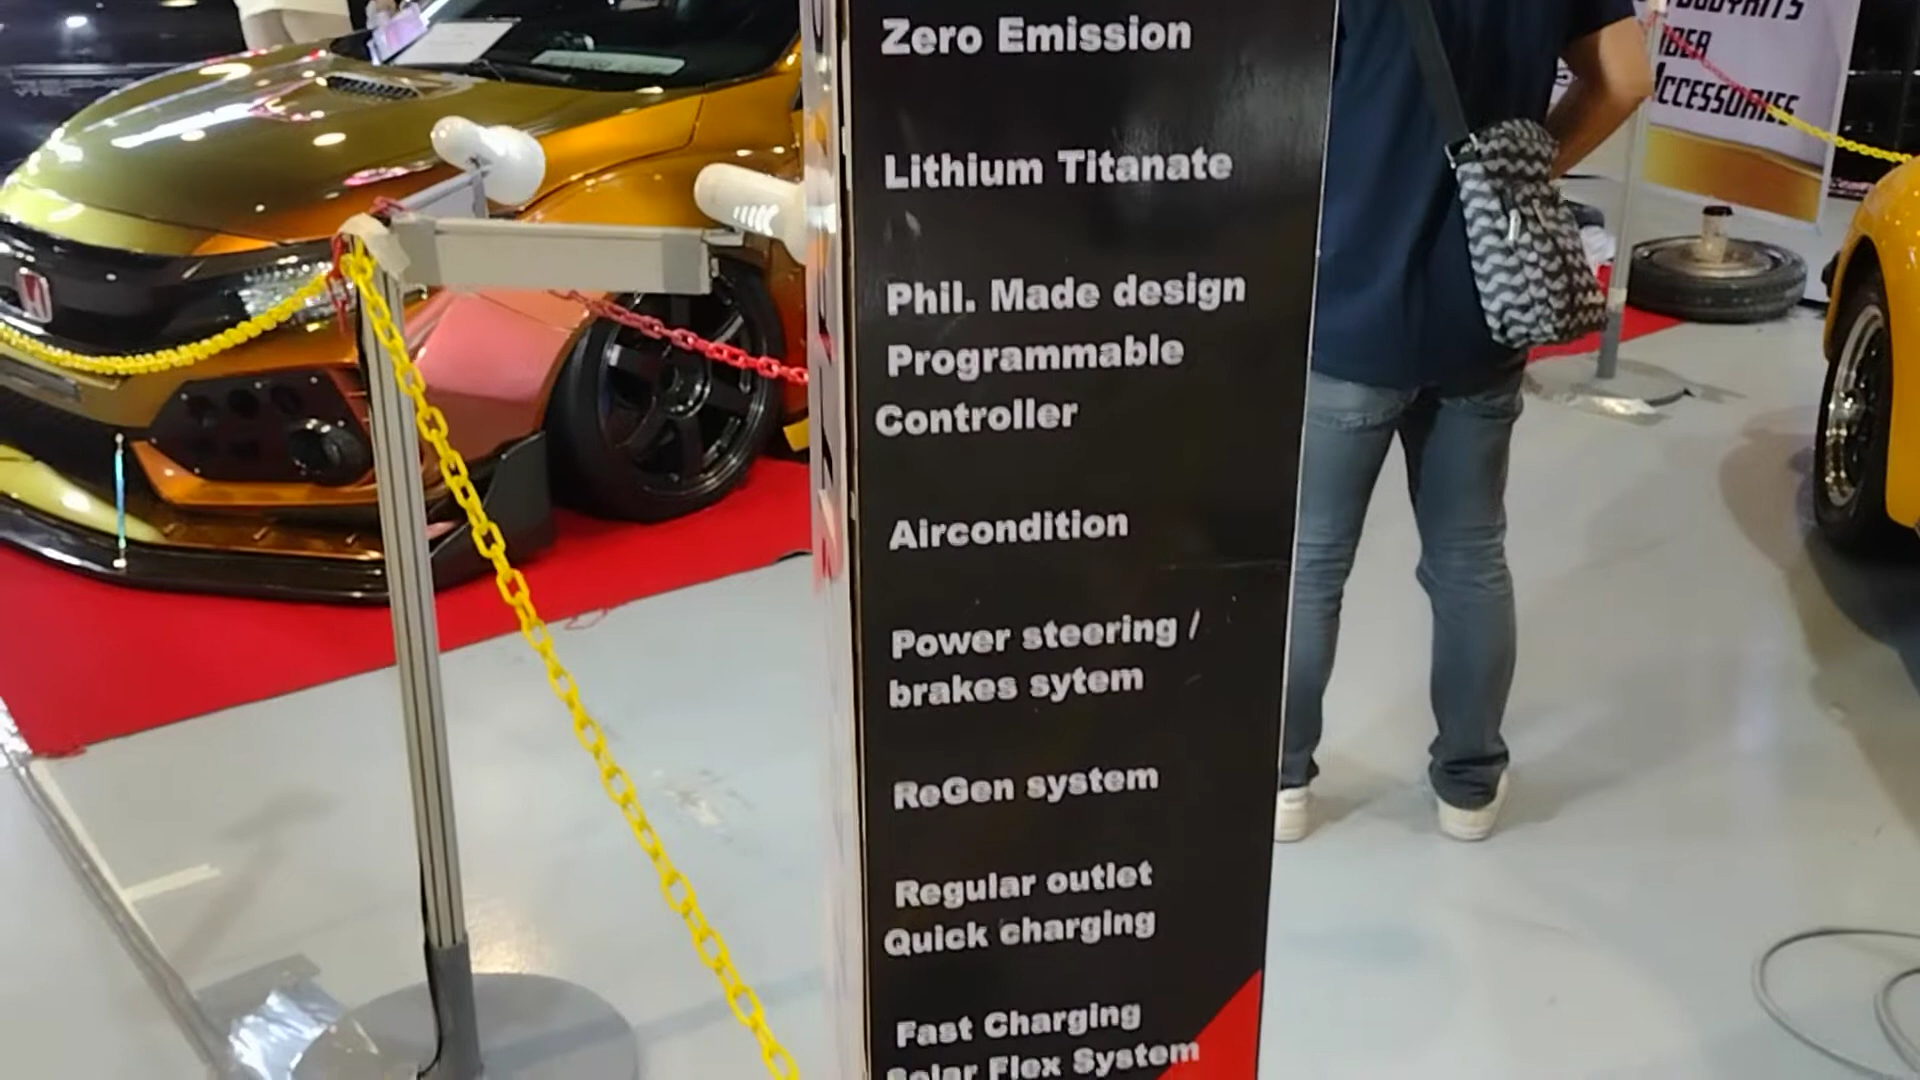 Zero Emission
Lithium Titanate
Phil. Made design
Programmable
Controller
Aircondition
Power steering /
brakes sytem
ReGen system
Regular outlet
Quick charging
Fast Charging
Solar Flex System
ACCESSORIES